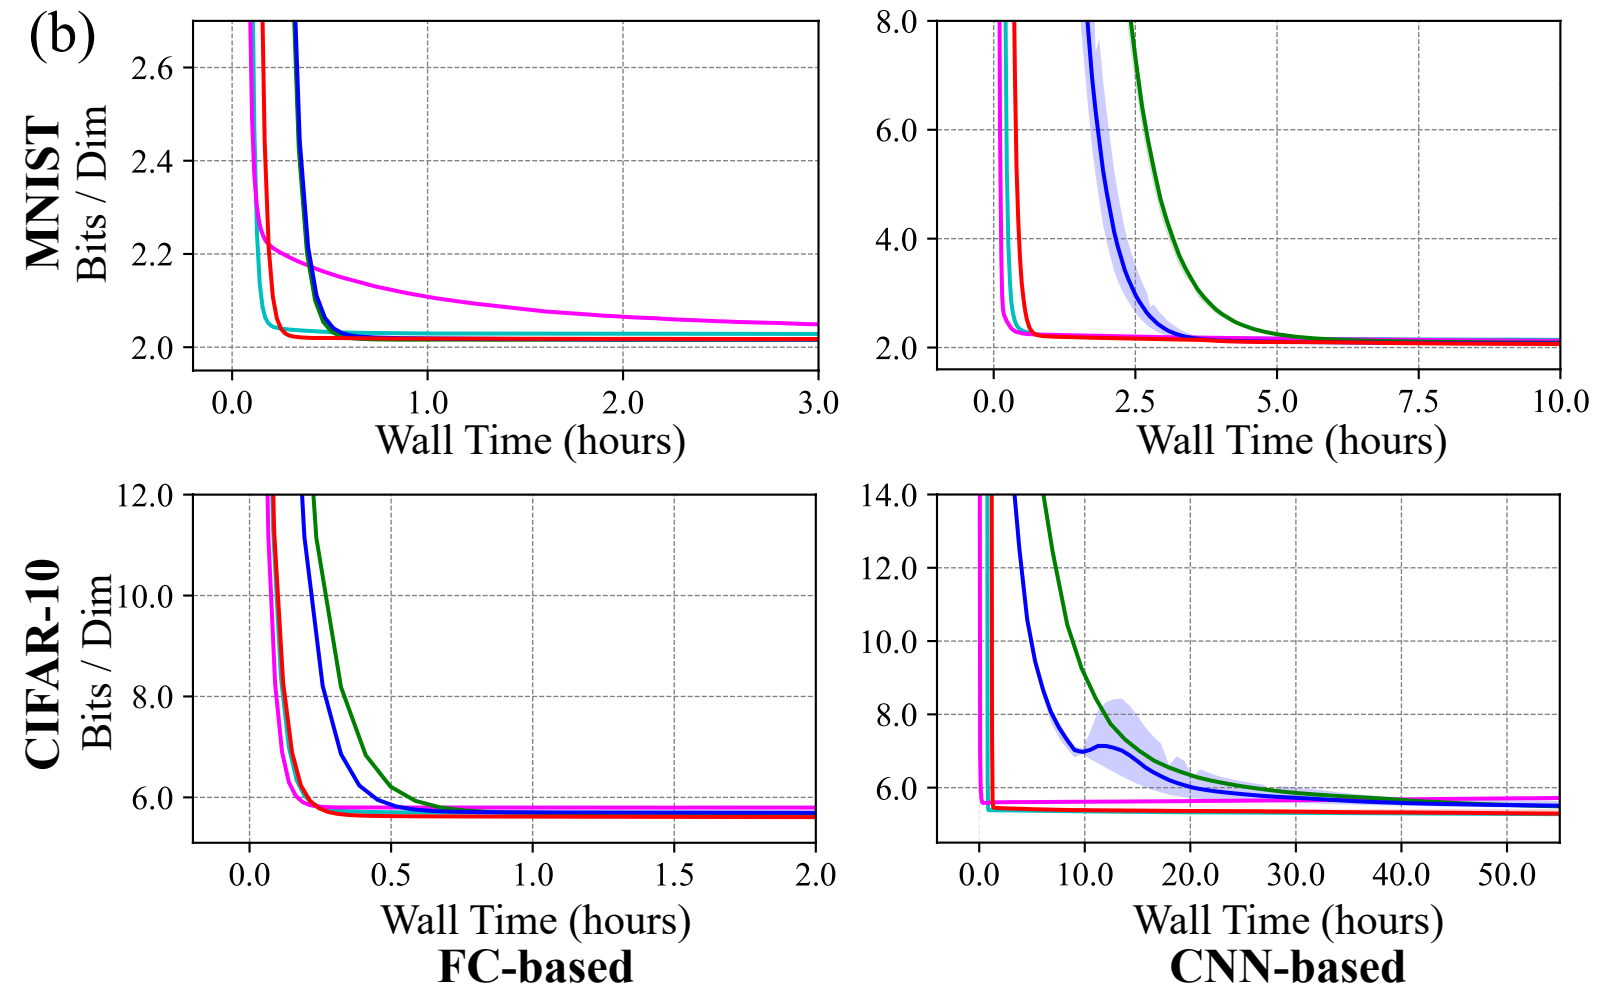 (b)
MNIST
Bits / Dim
2.6
2.4
2.2
2.0
0.0 1.0 2.0 3.0
Wall Time (hours)
8.0
6.0
4.0
2.0
0.0 2.5 5.0 7.5 10.0
Wall Time (hours)
CIFAR-10
Bits / Dim
12.0
10.0
8.0
6.0
0.0 0.5 1.0 1.5 2.0
Wall Time (hours)
FC-based
14.0
12.0
10.0
8.0
6.0
0.0 10.0 20.0 30.0 40.0 50.0
Wall Time (hours)
CNN-based